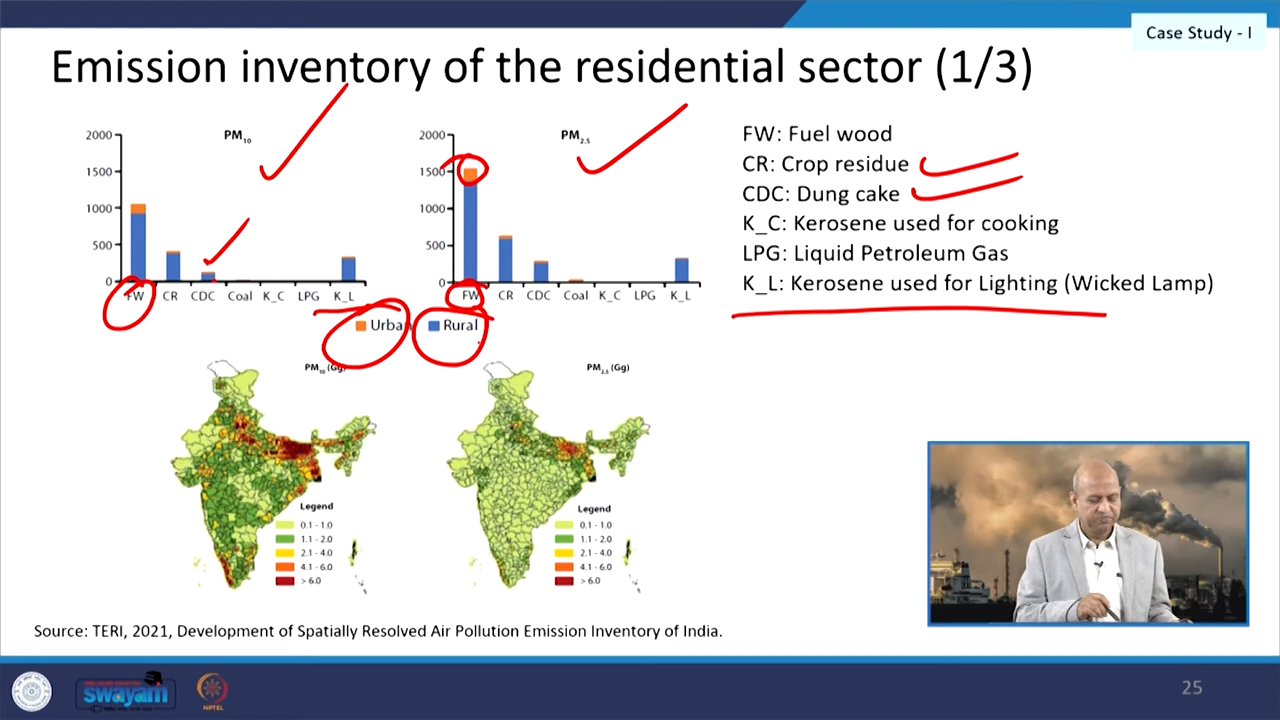 Case Study - I
Emission inventory of the residential sector (1/3)
PM10
2000
1500
1000
500
0
FW CR CDC Coal K_C LPG K_L
PM2.5
2000
1500
1000
500
0
FW CR CDC Coal K_C LPG K_L
Urban Rural
FW: Fuel wood
CR: Crop residue
CDC: Dung cake
K_C: Kerosene used for cooking
LPG: Liquid Petroleum Gas
K_L: Kerosene used for Lighting (Wicked Lamp)
PM10 (Gg)
Legend
0.1 - 1.0
1.1 - 2.0
2.1 - 4.0
4.1 - 6.0
> 6.0
PM2.5 (Gg)
Legend
0.1 - 1.0
1.1 - 2.0
2.1 - 4.0
4.1 - 6.0
> 6.0
Source: TERI, 2021, Development of Spatially Resolved Air Pollution Emission Inventory of India.
swayam
NPTEL
25